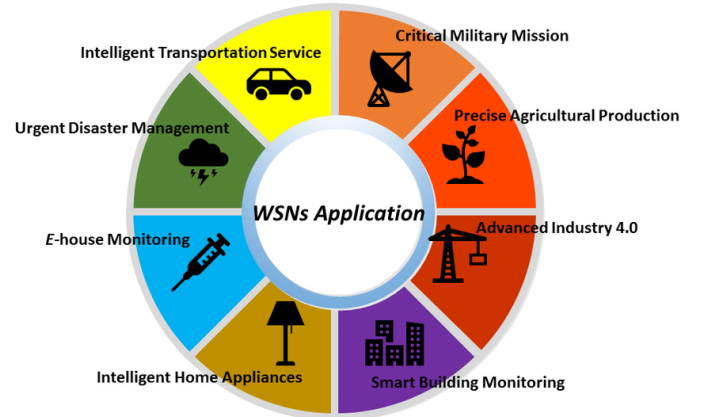 Critical Military Mission
Intelligent Transportation Service
Precise Agricultural Production
Urgent Disaster Management
WSNs Application
Advanced Industry 4.0
E-house Monitoring
Intelligent Home Appliances
Smart Building Monitoring